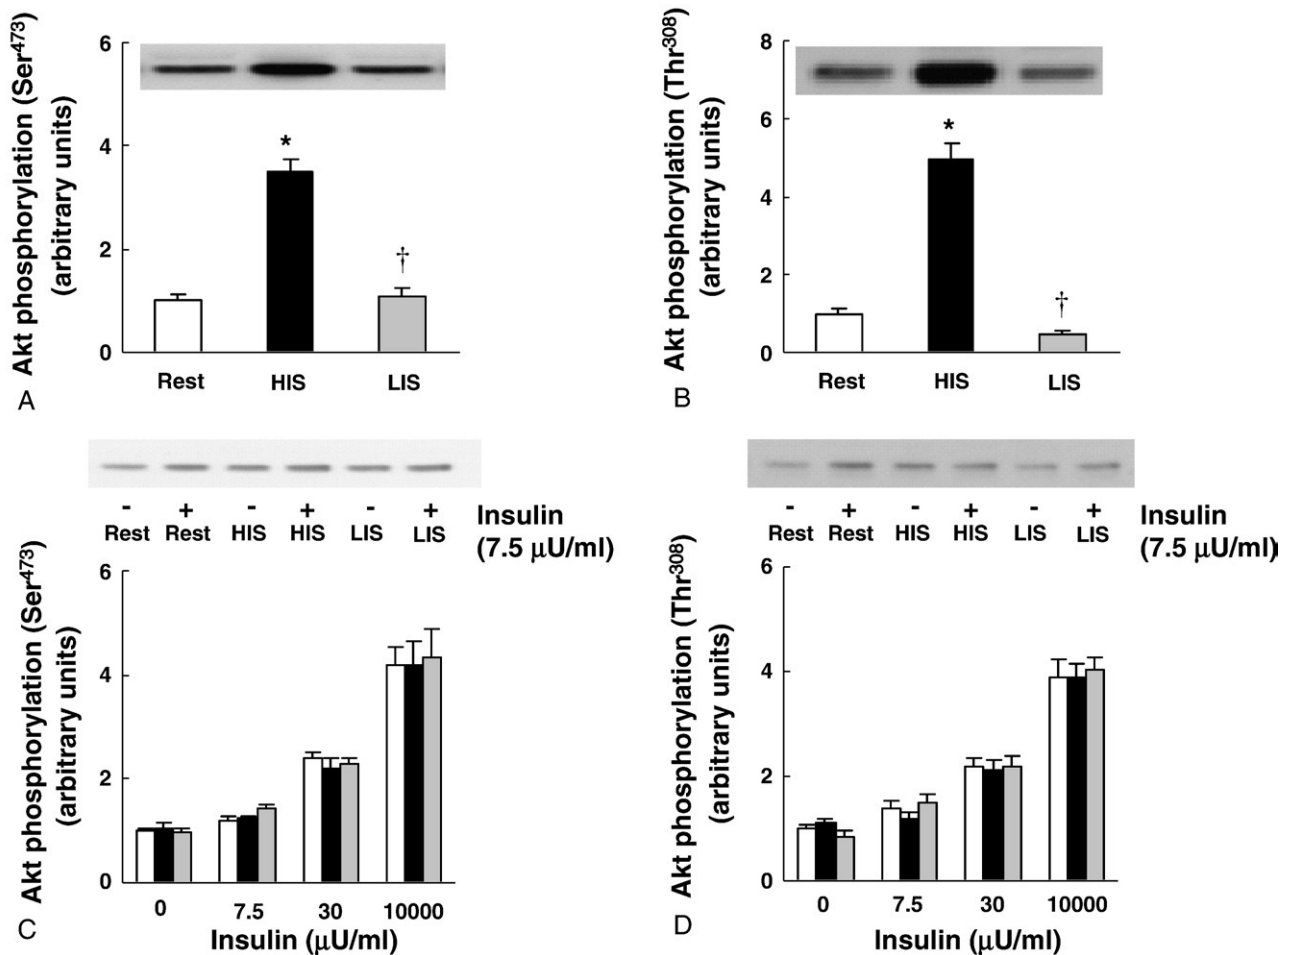 Akt phosphorylation (Ser473)
(arbitrary units)
6
4
2
0
*
†
Rest HIS LIS
A
Akt phosphorylation (Thr308)
(arbitrary units)
8
6
4
2
0
*
†
Rest HIS LIS
B
- + - + - +
Rest Rest HIS HIS LIS LIS
Insulin
(7.5 μU/ml)
Akt phosphorylation (Ser473)
(arbitrary units)
6
4
2
0
0 7.5 30 10000
Insulin (μU/ml)
C
- + - + - +
Rest Rest HIS HIS LIS LIS
Insulin
(7.5 μU/ml)
Akt phosphorylation (Thr308)
(arbitrary units)
6
4
2
0
0 7.5 30 10000
Insulin (μU/ml)
D